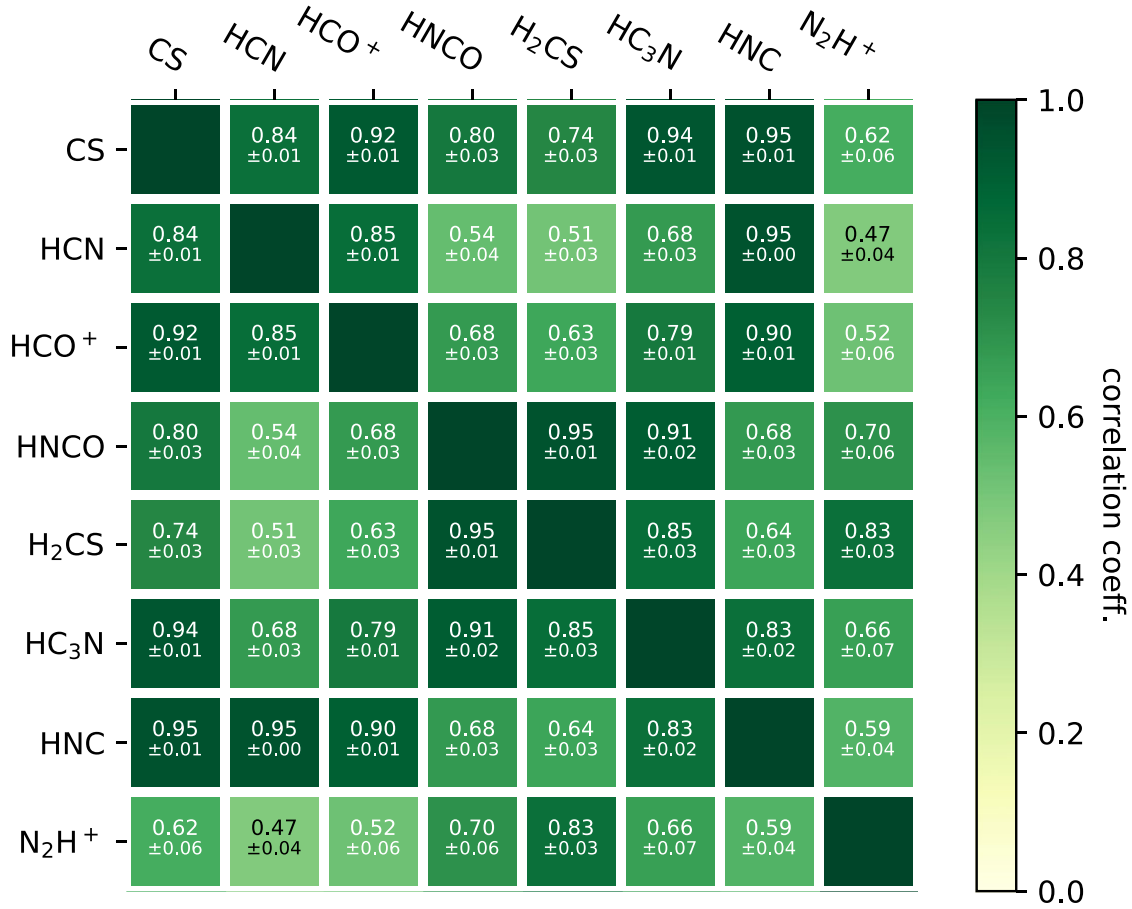 CS HCN HCO+ HNCO H₂CS HC₃N HNC N₂H+
CS 0.84 0.92 0.80 0.74 0.94 0.95 0.62
±0.01 ±0.01 ±0.03 ±0.03 ±0.01 ±0.01 ±0.06
HCN 0.84 0.85 0.54 0.51 0.68 0.95 0.47
±0.01 ±0.01 ±0.04 ±0.03 ±0.03 ±0.00 ±0.04
HCO+ 0.92 0.85 0.68 0.63 0.79 0.90 0.52
±0.01 ±0.01 ±0.03 ±0.03 ±0.01 ±0.01 ±0.06
HNCO 0.80 0.54 0.68 0.95 0.91 0.68 0.70
±0.03 ±0.04 ±0.03 ±0.01 ±0.02 ±0.03 ±0.06
H₂CS 0.74 0.51 0.63 0.95 0.85 0.64 0.83
±0.03 ±0.03 ±0.03 ±0.01 ±0.03 ±0.03 ±0.03
HC₃N 0.94 0.68 0.79 0.91 0.85 0.83 0.66
±0.01 ±0.03 ±0.01 ±0.02 ±0.03 ±0.02 ±0.07
HNC 0.95 0.95 0.90 0.68 0.64 0.83 0.59
±0.01 ±0.00 ±0.01 ±0.03 ±0.03 ±0.02 ±0.04
N₂H+ 0.62 0.47 0.52 0.70 0.83 0.66 0.59
±0.06 ±0.04 ±0.06 ±0.06 ±0.03 ±0.07 ±0.04
1.0
0.8
0.6
0.4
0.2
0.0
correlation coeff.